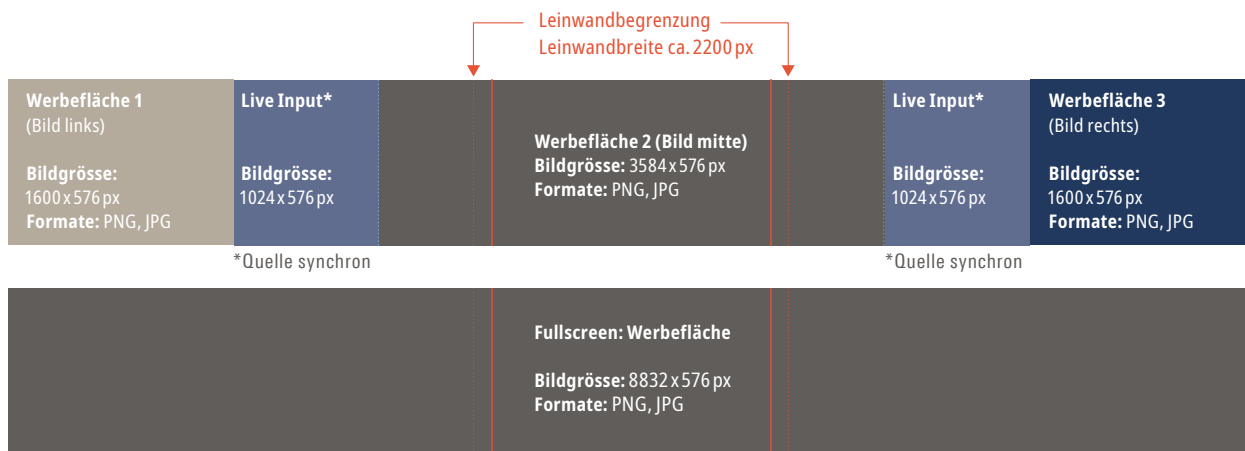 Leinwandbegrenzung
Leinwandbreite ca. 2200 px
Werbefläche 1
(Bild links)
Bildgrösse:
1600 x 576 px
Formate: PNG, JPG
Live Input*
Bildgrösse:
1024 x 576 px
Werbefläche 2 (Bild mitte)
Bildgrösse: 3584 x 576 px
Formate: PNG, JPG
Live Input*
Bildgrösse:
1024 x 576 px
Werbefläche 3
(Bild rechts)
Bildgrösse:
1600 x 576 px
Formate: PNG, JPG
*Quelle synchron
*Quelle synchron
Fullscreen: Werbefläche
Bildgrösse: 8832 x 576 px
Formate: PNG, JPG